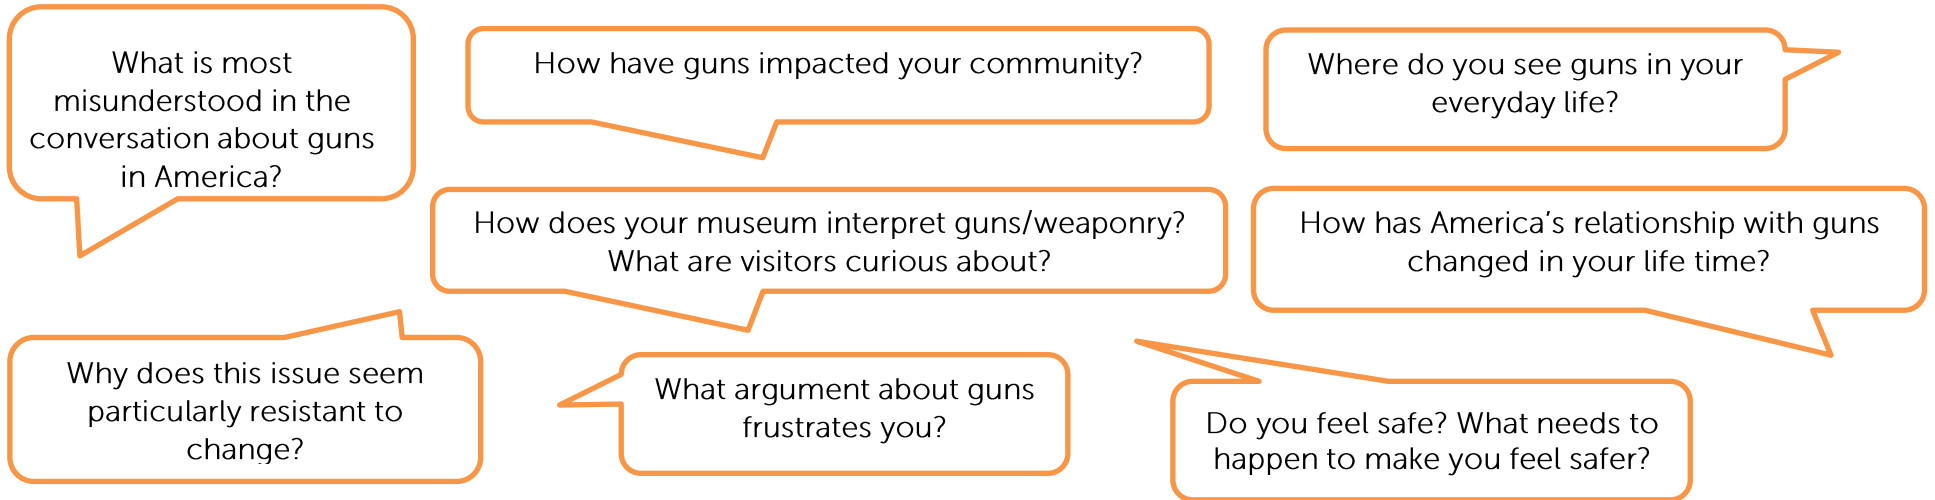 What is most
misunderstood in the
conversation about guns
in America?
How have guns impacted your community?
Where do you see guns in your
everyday life?
How does your museum interpret guns/weaponry?
What are visitors curious about?
How has America’s relationship with guns
changed in your life time?
Why does this issue seem
particularly resistant to
change?
What argument about guns
frustrates you?
Do you feel safe? What needs to
happen to make you feel safer?